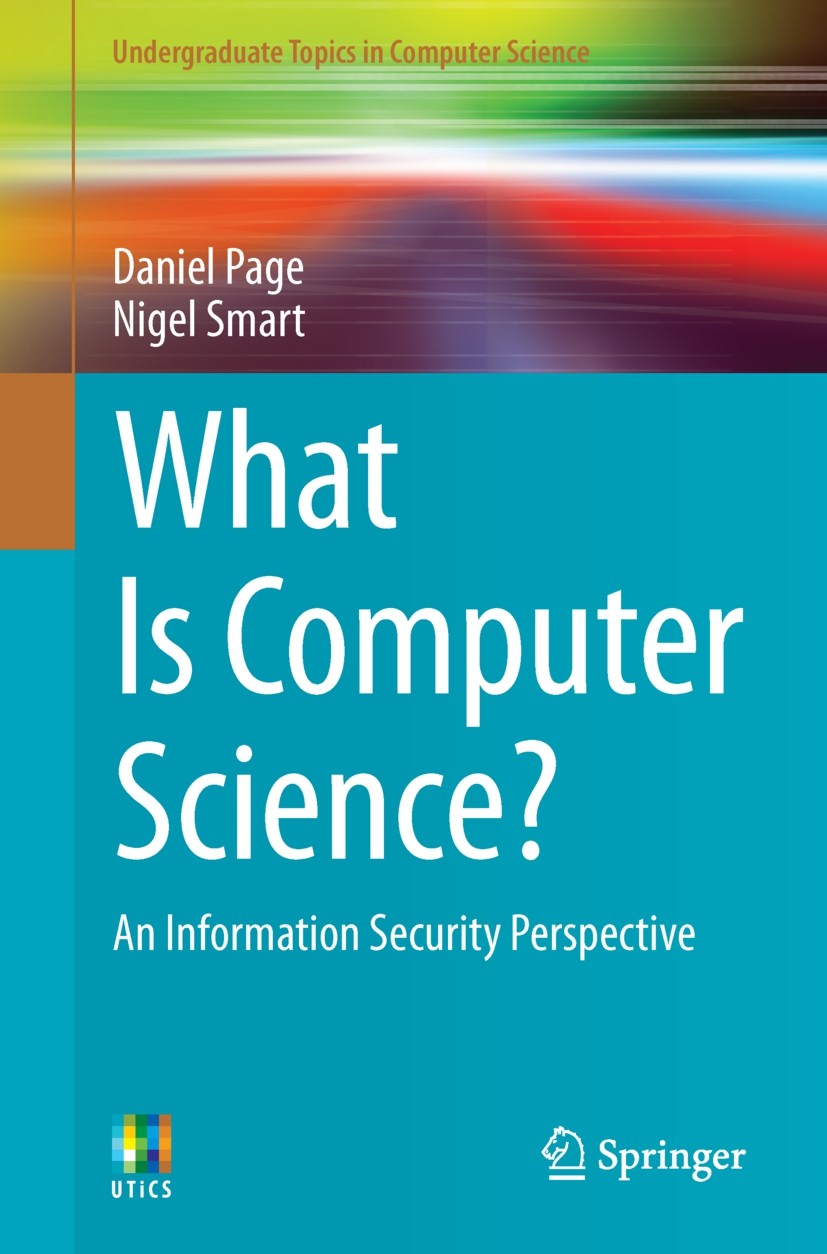 Undergraduate Topics in Computer Science
Daniel Page
Nigel Smart
What
Is Computer
Science?
An Information Security Perspective
UTiCS
Springer